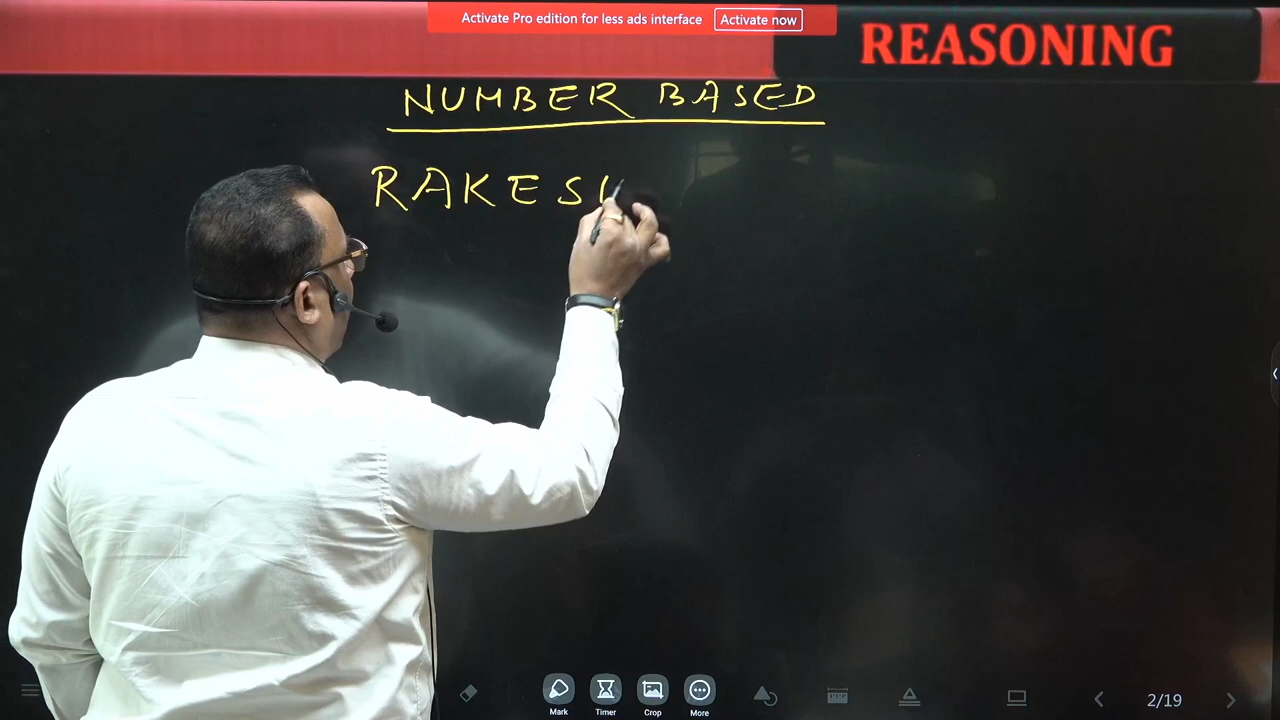 Activate Pro edition for less ads interface Activate now
REASONING
NUMBER BASED
RAKES
Mark Timer Crop More
2/19